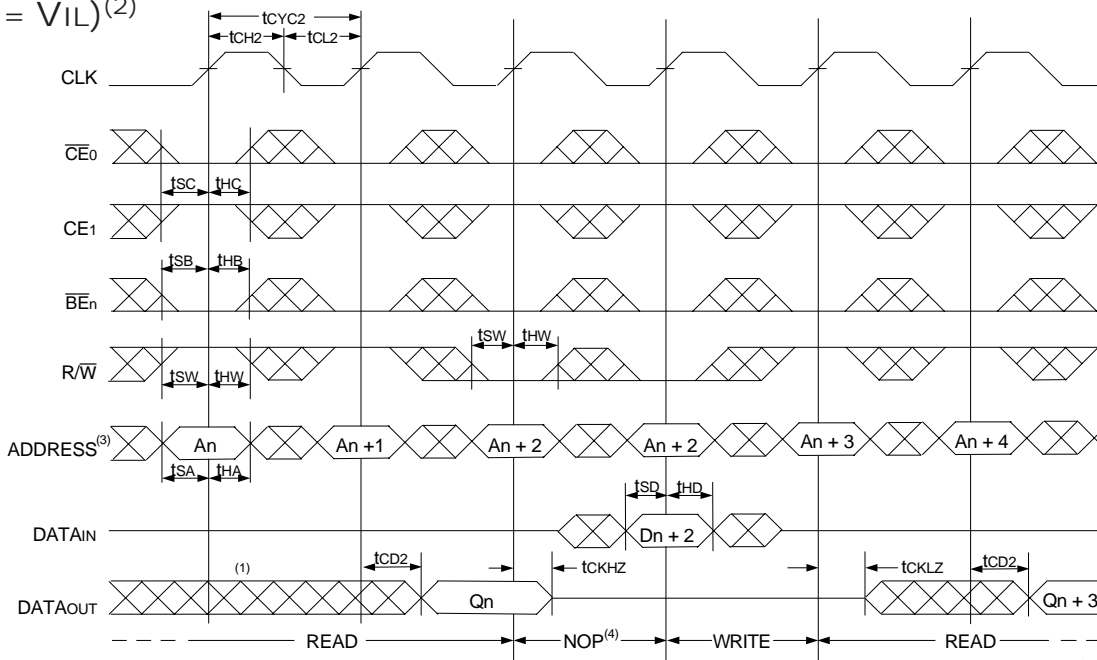 = VIL)(2)
tCYC2
tCH2 tCL2
CLK
CE0
tSC tHC
CE1
tSB tHB
BEn
tSW tHW
R/W
tSW tHW
ADDRESS(3) An An +1 An + 2 An + 2 An + 3 An + 4
tSA tHA
tSD tHD
DATAIN Dn + 2
(1) tCD2 tCKHZ tCKLZ tCD2
DATAOUT Qn Qn + 3
READ NOP(4) WRITE READ